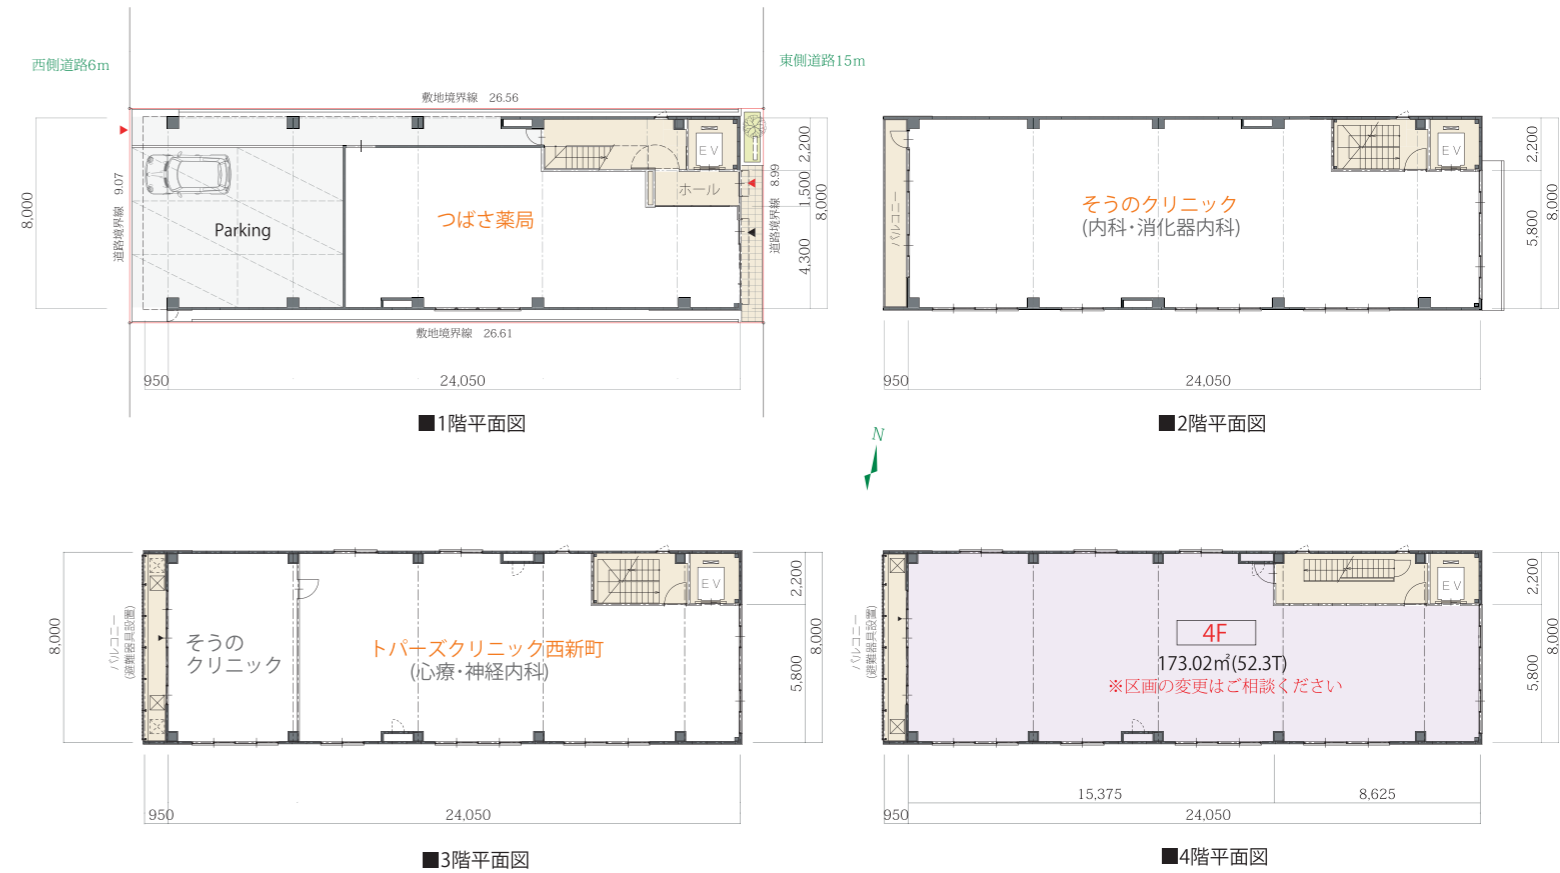 西側道路6m
東側道路15m
敷地境界線 26.56
8,000
道路境界線 9.07
Parking
つばさ薬局
EV
ホール
道路境界線 8.99
2,200
1,500
4,300
8,000
敷地境界線 26.61
950
24,050
■1階平面図
バルコニー
そうのクリニック
(内科・消化器内科)
EV
2,200
5,800
8,000
950
24,050
■2階平面図
N
8,000
バルコニー
(避難器具設置)
そうの
クリニック
トパーズクリニック西新町
(心療・神経内科)
EV
2,200
5,800
8,000
950
24,050
■3階平面図
バルコニー
(避難器具設置)
4F
173.02㎡(52.3T)
※区画の変更はご相談ください
EV
2,200
5,800
8,000
15,375
8,625
950
24,050
■4階平面図